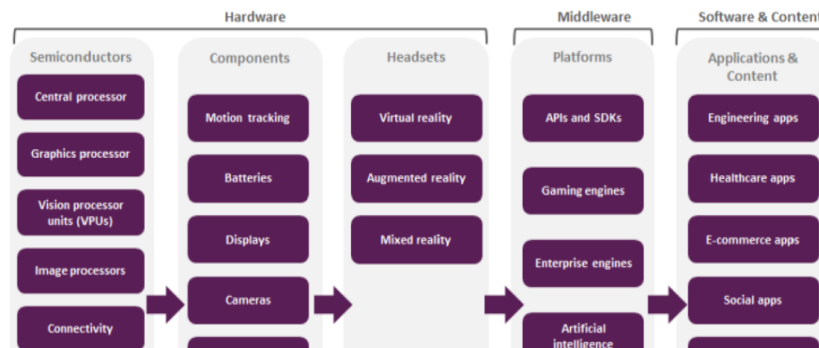 Hardware
Middleware
Software & Content
Semiconductors
Central processor
Graphics processor
Vision processor
units (VPUs)
Image processors
Connectivity
Components
Motion tracking
Batteries
Displays
Cameras
Headsets
Virtual reality
Augmented reality
Mixed reality
Platforms
APIs and SDKs
Gaming engines
Enterprise engines
Artificial
intelligence
Applications &
Content
Engineering apps
Healthcare apps
E-commerce apps
Social apps